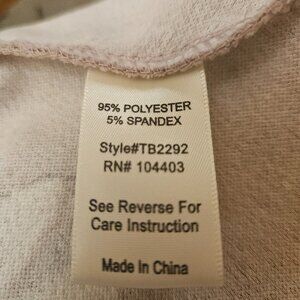 95% POLYESTER
5% SPANDEX
Style#TB2292
RN# 104403
See Reverse For
Care Instruction
Made In China